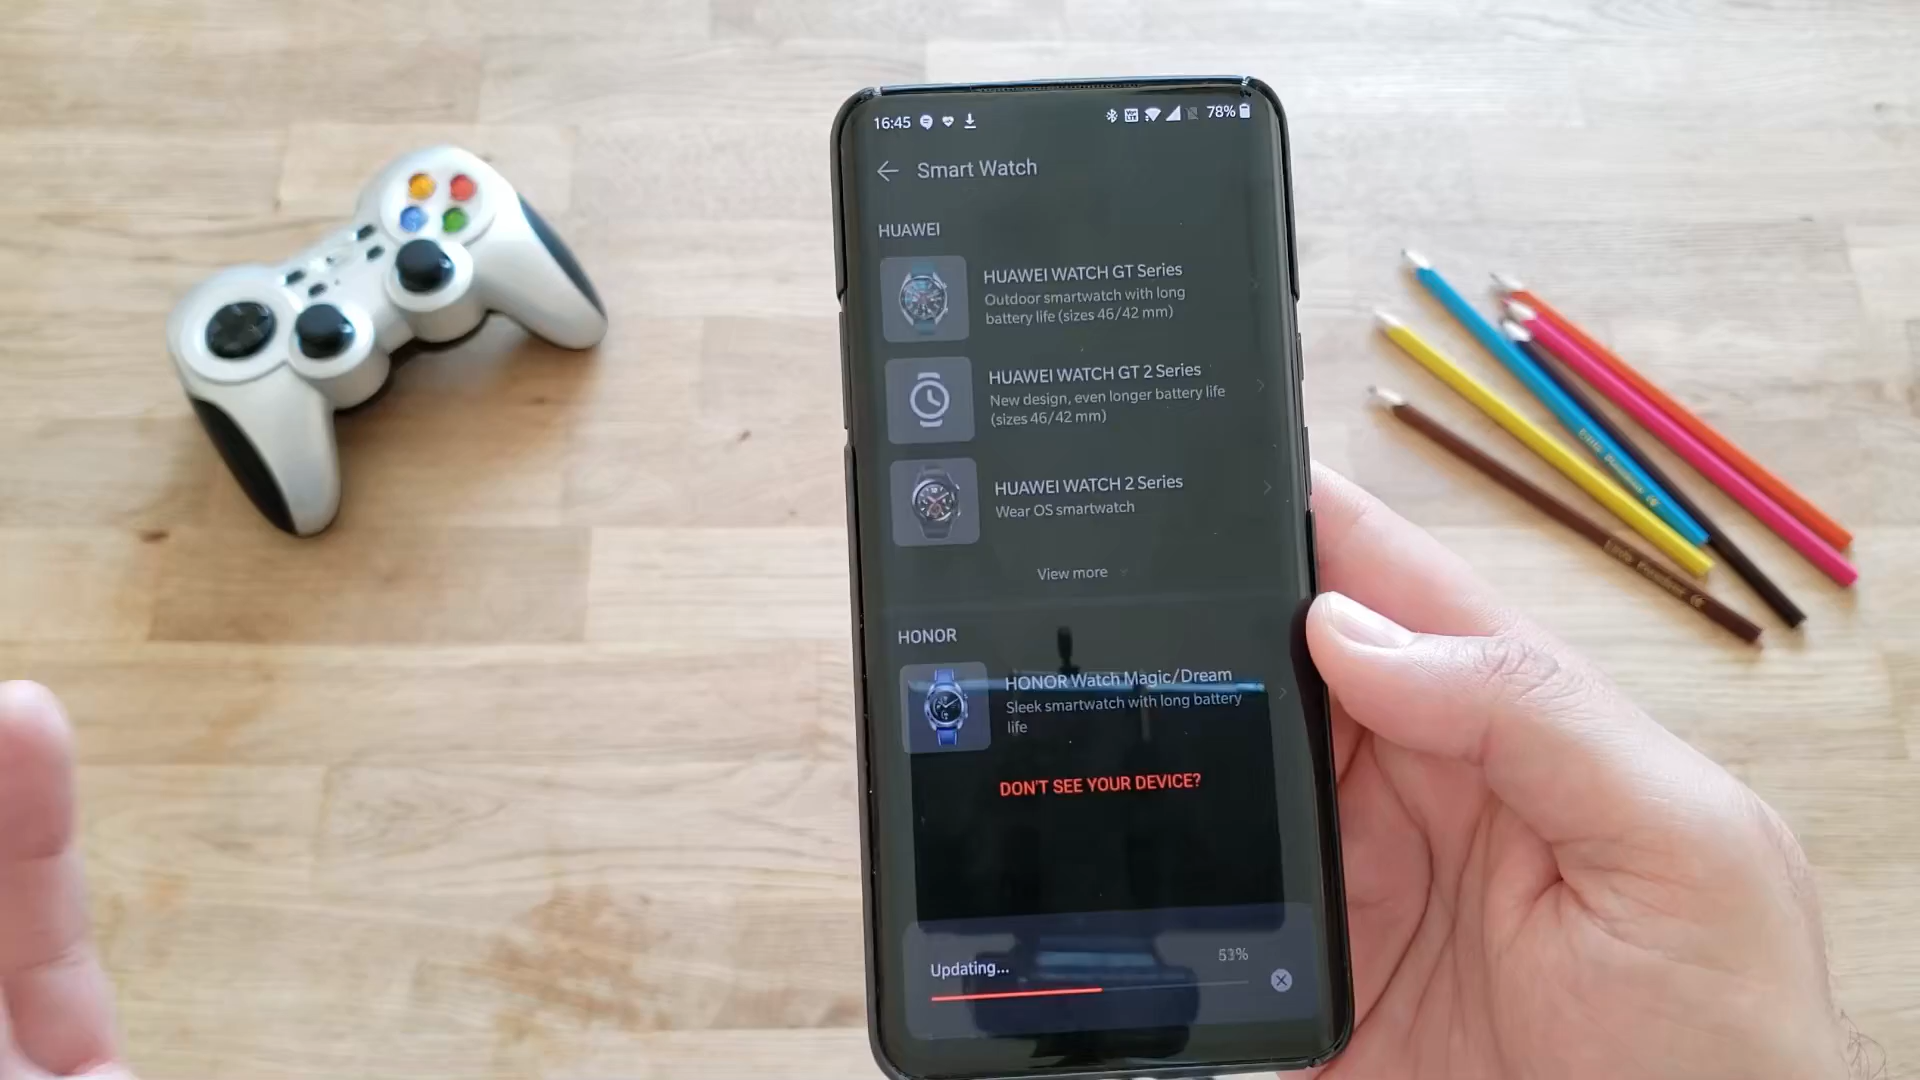 16:45
78%
Smart Watch
HUAWEI
HUAWEI WATCH GT Series
Outdoor smartwatch with long
battery life (sizes 46/42 mm)
HUAWEI WATCH GT 2 Series
New design, even longer battery life
(sizes 46/42 mm)
HUAWEI WATCH 2 Series
Wear OS smartwatch
View more
HONOR
HONOR Watch Magic/Dream
Sleek smartwatch with long battery
life
DON'T SEE YOUR DEVICE?
Updating...
53%